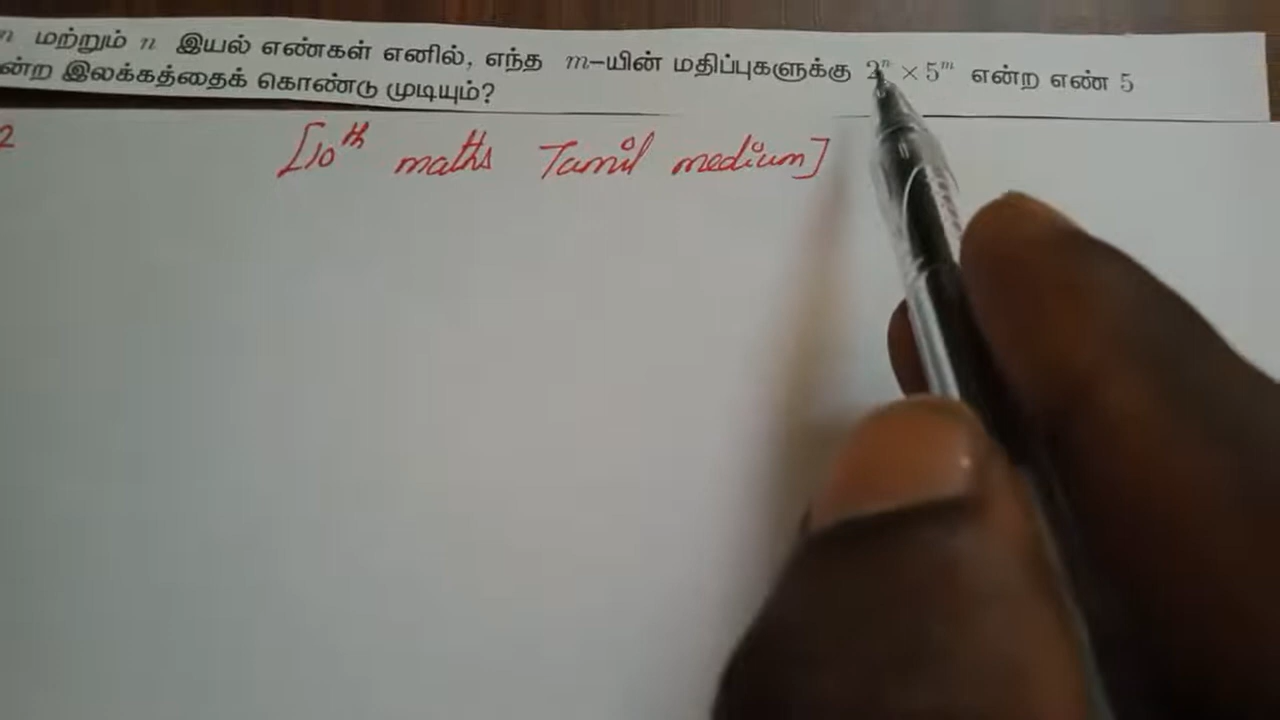 மற்றும் n இயல் எண்கள் எனில், எந்த m-யின் மதிப்புகளுக்கு 2ⁿ × 5ᵐ என்ற எண் 5
இலக்கத்தைக் கொண்டு முடியும்?
2 [10th maths Tamil medium]